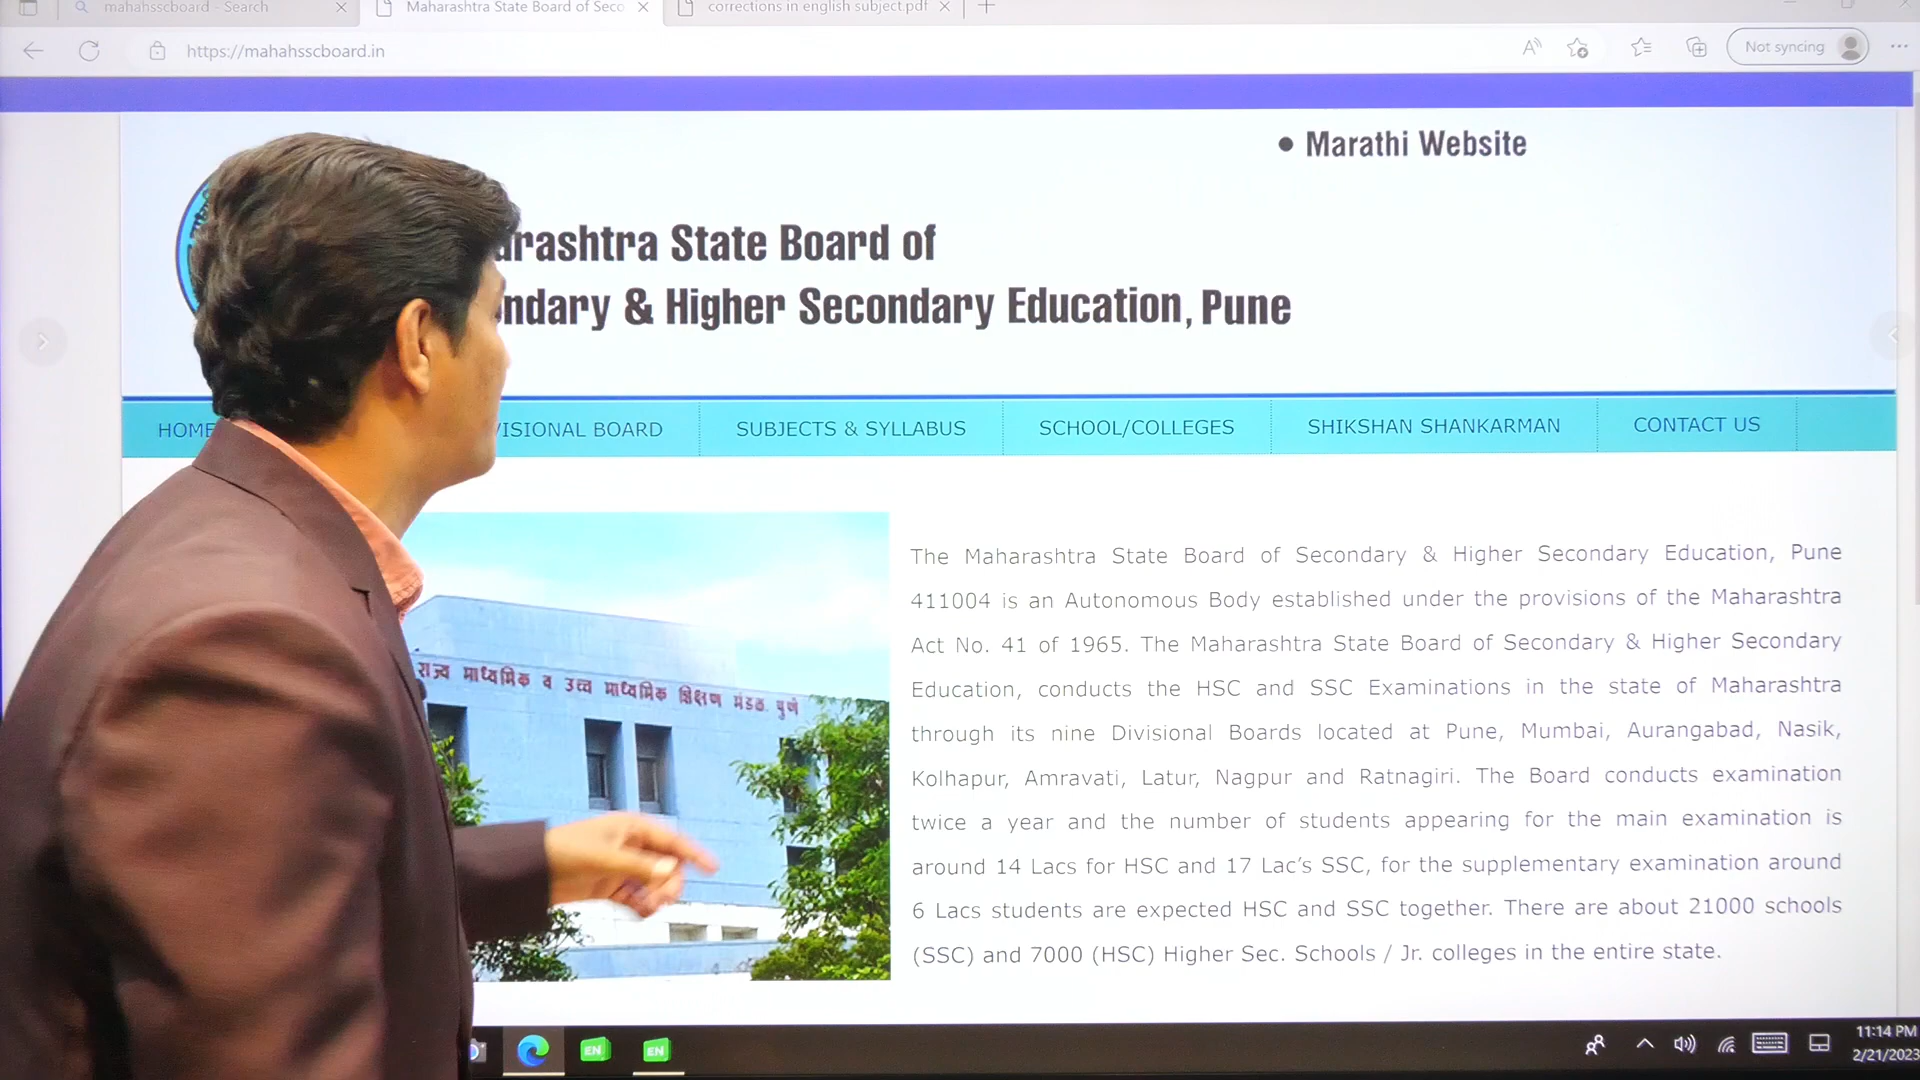 mahahsscboard - Search
Maharashtra State Board of Seco
corrections in english subject.pdf
https://mahahsscboard.in
Not syncing
• Marathi Website
arashtra State Board of
ndary & Higher Secondary Education, Pune
HOME
VISIONAL BOARD
SUBJECTS & SYLLABUS
SCHOOL/COLLEGES
SHIKSHAN SHANKARMAN
CONTACT US
राज्य माध्यमिक व उच्च माध्यमिक शिक्षण मंडळ, पुणे
The Maharashtra State Board of Secondary & Higher Secondary Education, Pune
411004 is an Autonomous Body established under the provisions of the Maharashtra
Act No. 41 of 1965. The Maharashtra State Board of Secondary & Higher Secondary
Education, conducts the HSC and SSC Examinations in the state of Maharashtra
through its nine Divisional Boards located at Pune, Mumbai, Aurangabad, Nasik,
Kolhapur, Amravati, Latur, Nagpur and Ratnagiri. The Board conducts examination
twice a year and the number of students appearing for the main examination is
around 14 Lacs for HSC and 17 Lac's SSC, for the supplementary examination around
6 Lacs students are expected HSC and SSC together. There are about 21000 schools
(SSC) and 7000 (HSC) Higher Sec. Schools / Jr. colleges in the entire state.
EN
EN
11:14 PM
2/21/2023